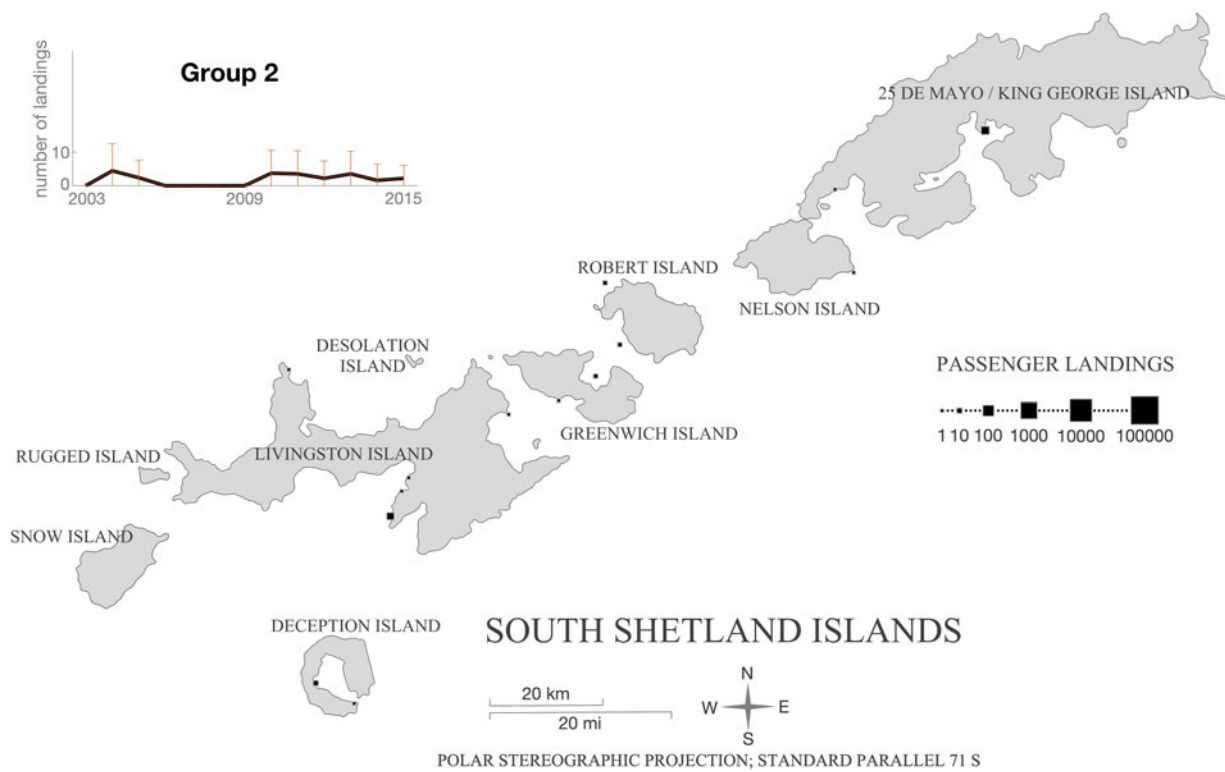 Group 2
number of landings
10
0
2003
2009
2015
25 DE MAYO / KING GEORGE ISLAND
ROBERT ISLAND
NELSON ISLAND
DESOLATION
ISLAND
PASSENGER LANDINGS
1 10 100 1000 10000 100000
GREENWICH ISLAND
LIVINGSTON ISLAND
RUGGED ISLAND
SNOW ISLAND
DECEPTION ISLAND
SOUTH SHETLAND ISLANDS
20 km
20 mi
N
W
E
S
POLAR STEREOGRAPHIC PROJECTION; STANDARD PARALLEL 71 S